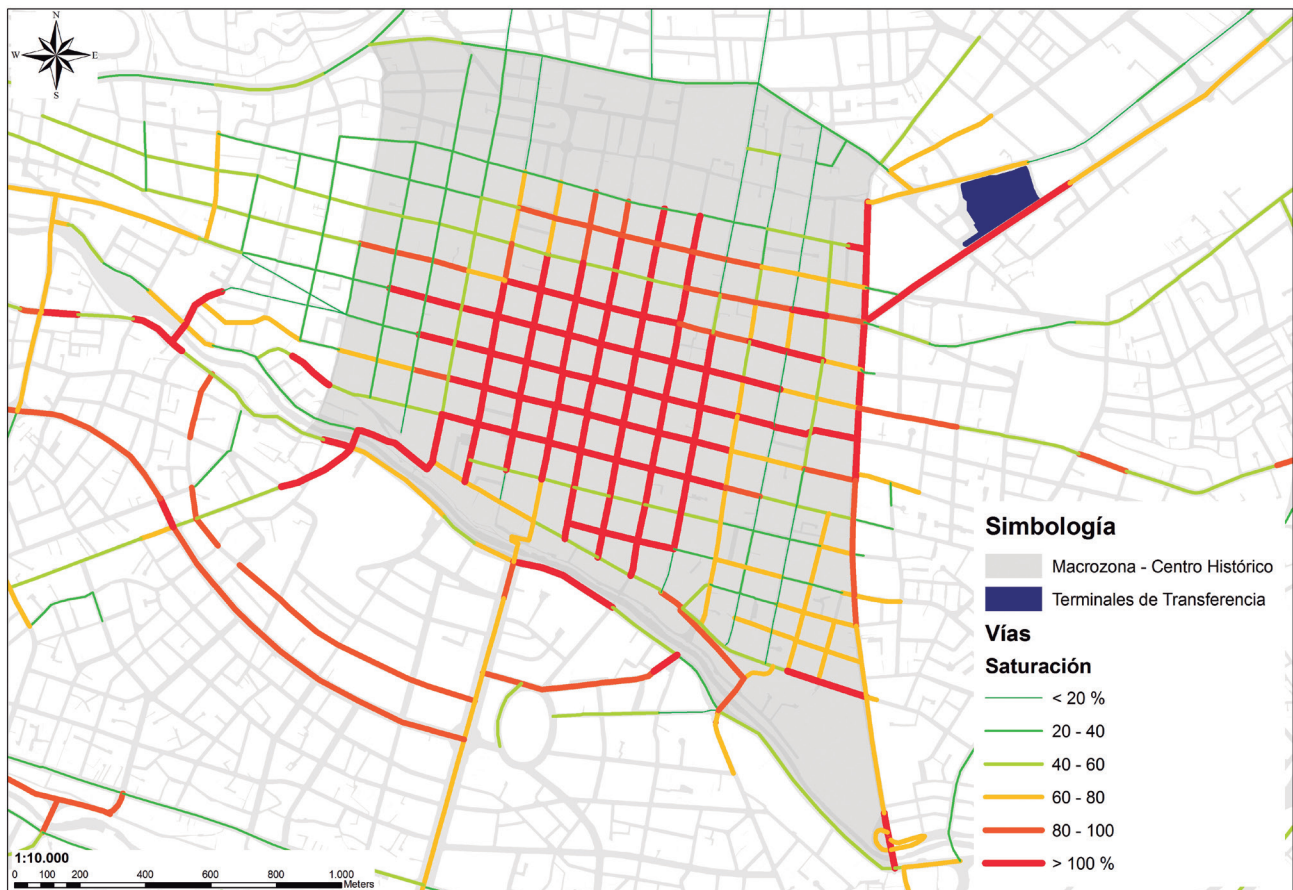 N
W E
S
Simbología
Macrozona - Centro Histórico
Terminales de Transferencia
Vías
Saturación
< 20 %
20 - 40
40 - 60
60 - 80
80 - 100
> 100 %
1:10.000
0 100 200 400 600 800 1.000
Meters